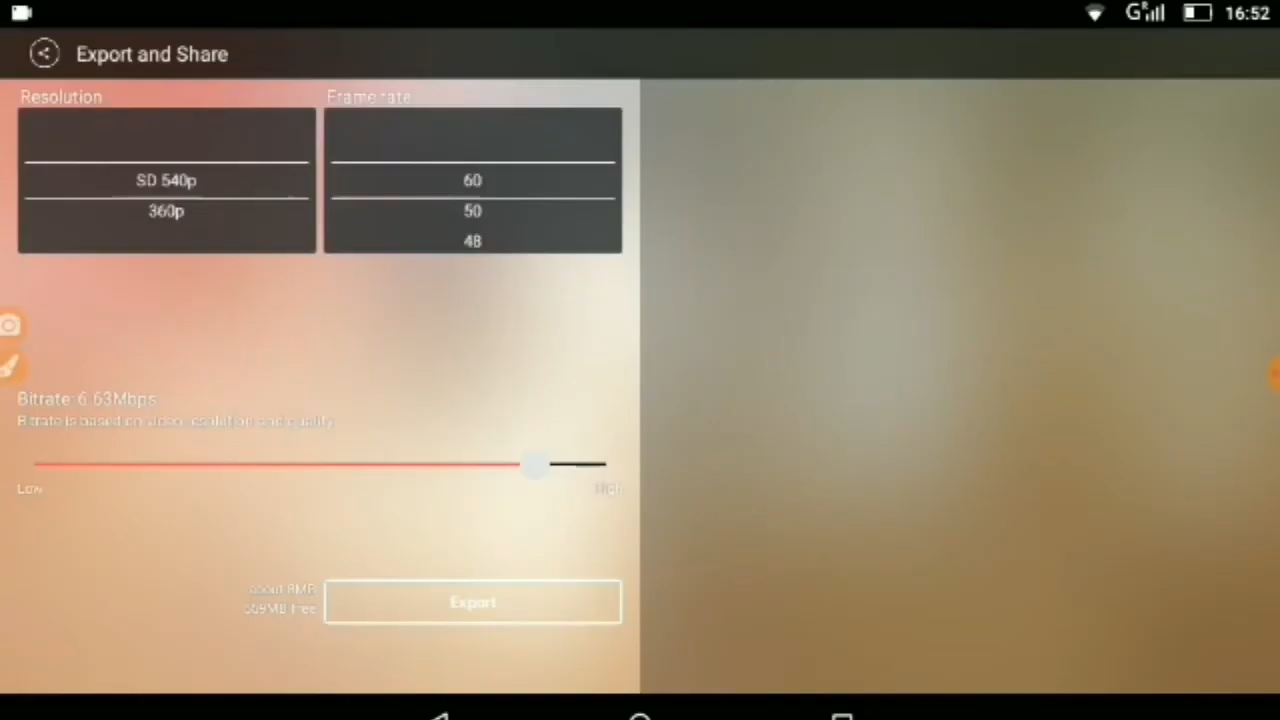 G R 16:52
Export and Share
Resolution Frame rate
SD 540p 60
360p 50
48
Bitrate: 6.63Mbps
Bitrate is based on video resolution and quality
Low High
about 8MB
569MB free Export